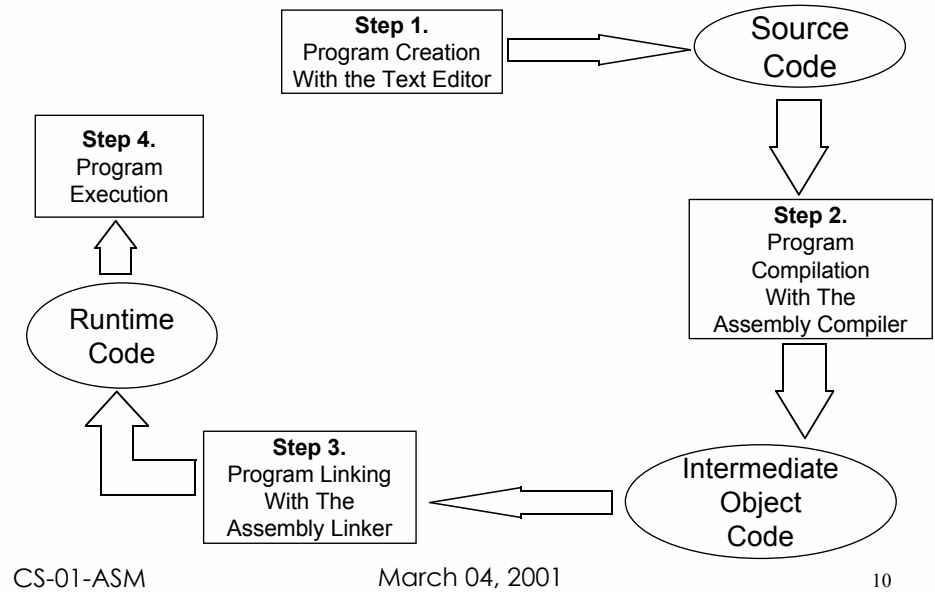 Step 1.
Program Creation
With the Text Editor
Source
Code
Step 2.
Program
Compilation
With The
Assembly Compiler
Intermediate
Object
Code
Step 3.
Program Linking
With The
Assembly Linker
Runtime
Code
Step 4.
Program
Execution
CS-01-ASM
March 04, 2001
10